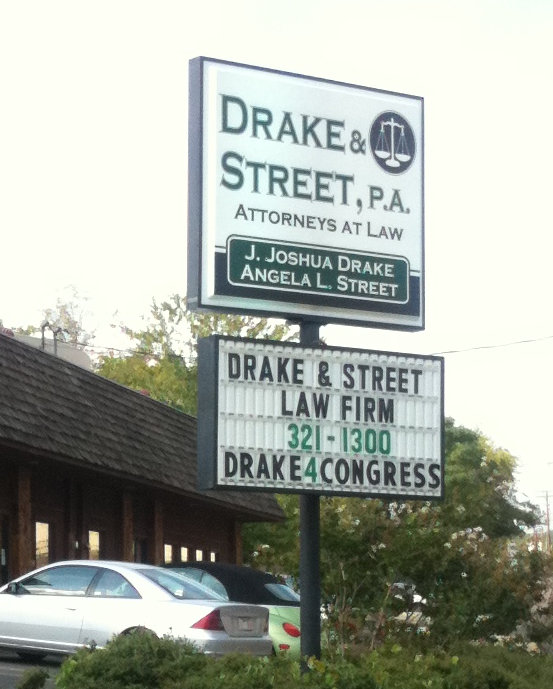 DRAKE &
STREET, P.A.
ATTORNEYS AT LAW
J. JOSHUA DRAKE
ANGELA L. STREET
DRAKE & STREET
LAW FIRM
321-1300
DRAKE4CONGRESS